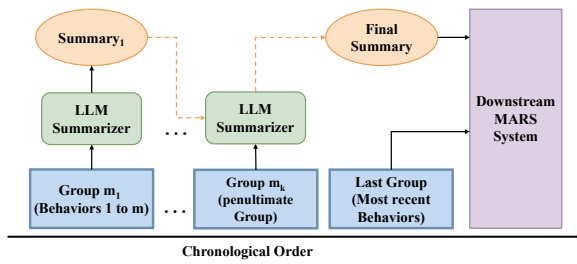 Summary1
Final
Summary
LLM
Summarizer
...
LLM
Summarizer
Downstream
MARS
System
Group m1
(Behaviors 1 to m)
...
Group mk
(penultimate
Group)
Last Group
(Most recent
Behaviors)
Chronological Order